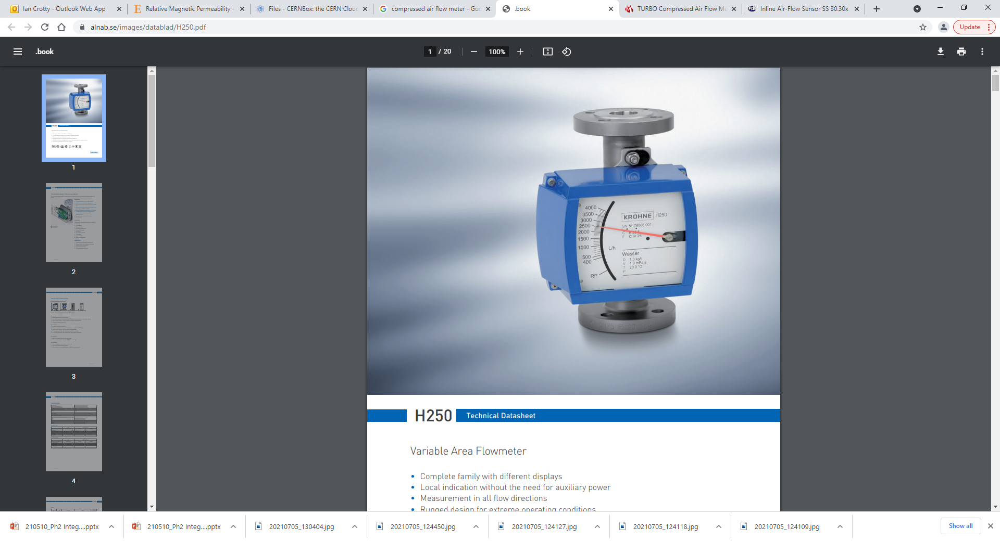 Ian Crotty - Outlook Web App
Relative Magnetic Permeability -
Files - CERNBox: the CERN Cloud
compressed air flow meter - Goo
.book
TURBO Compressed Air Flow Me
Inline Air-Flow Sensor SS 30.30x
alnab.se/images/datablad/H250.pdf
Update
.book
1 / 20
100%
1
2
3
4
4000
3500
3000
2500
2000
1500
1000
500
400
RP
L/h
KROHNE H250
SN 5/176066.001
F C IV 25
Wasser
D 1.0 kg/l
V 1.0 mPa·s
T 20.0 °C
P
H250
Technical Datasheet
Variable Area Flowmeter
• Complete family with different displays
• Local indication without the need for auxiliary power
• Measurement in all flow directions
• Rugged design for extreme operating conditions
210510_Ph2 Integ....pptx
210510_Ph2 Integ....pptx
20210705_130404.jpg
20210705_124450.jpg
20210705_124127.jpg
20210705_124118.jpg
20210705_124109.jpg
Show all